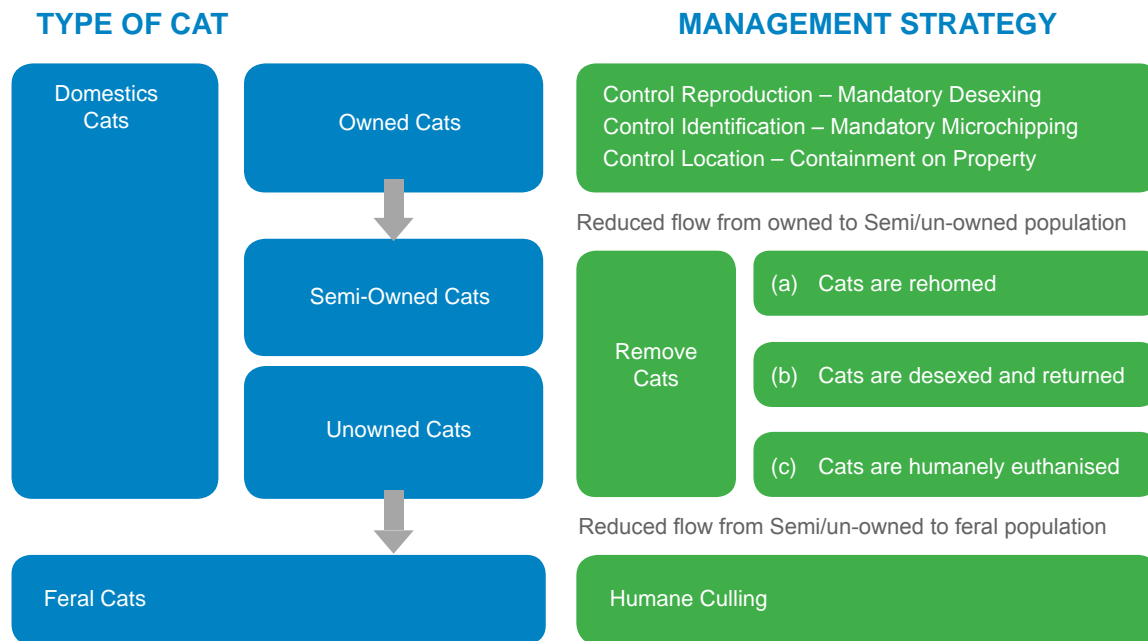 TYPE OF CAT
MANAGEMENT STRATEGY
Domestics
Cats
Owned Cats
Control Reproduction – Mandatory Desexing
Control Identification – Mandatory Microchipping
Control Location – Containment on Property
Reduced flow from owned to Semi/un-owned population
Semi-Owned Cats
Unowned Cats
Remove
Cats
(a) Cats are rehomed
(b) Cats are desexed and returned
(c) Cats are humanely euthanised
Reduced flow from Semi/un-owned to feral population
Feral Cats
Humane Culling